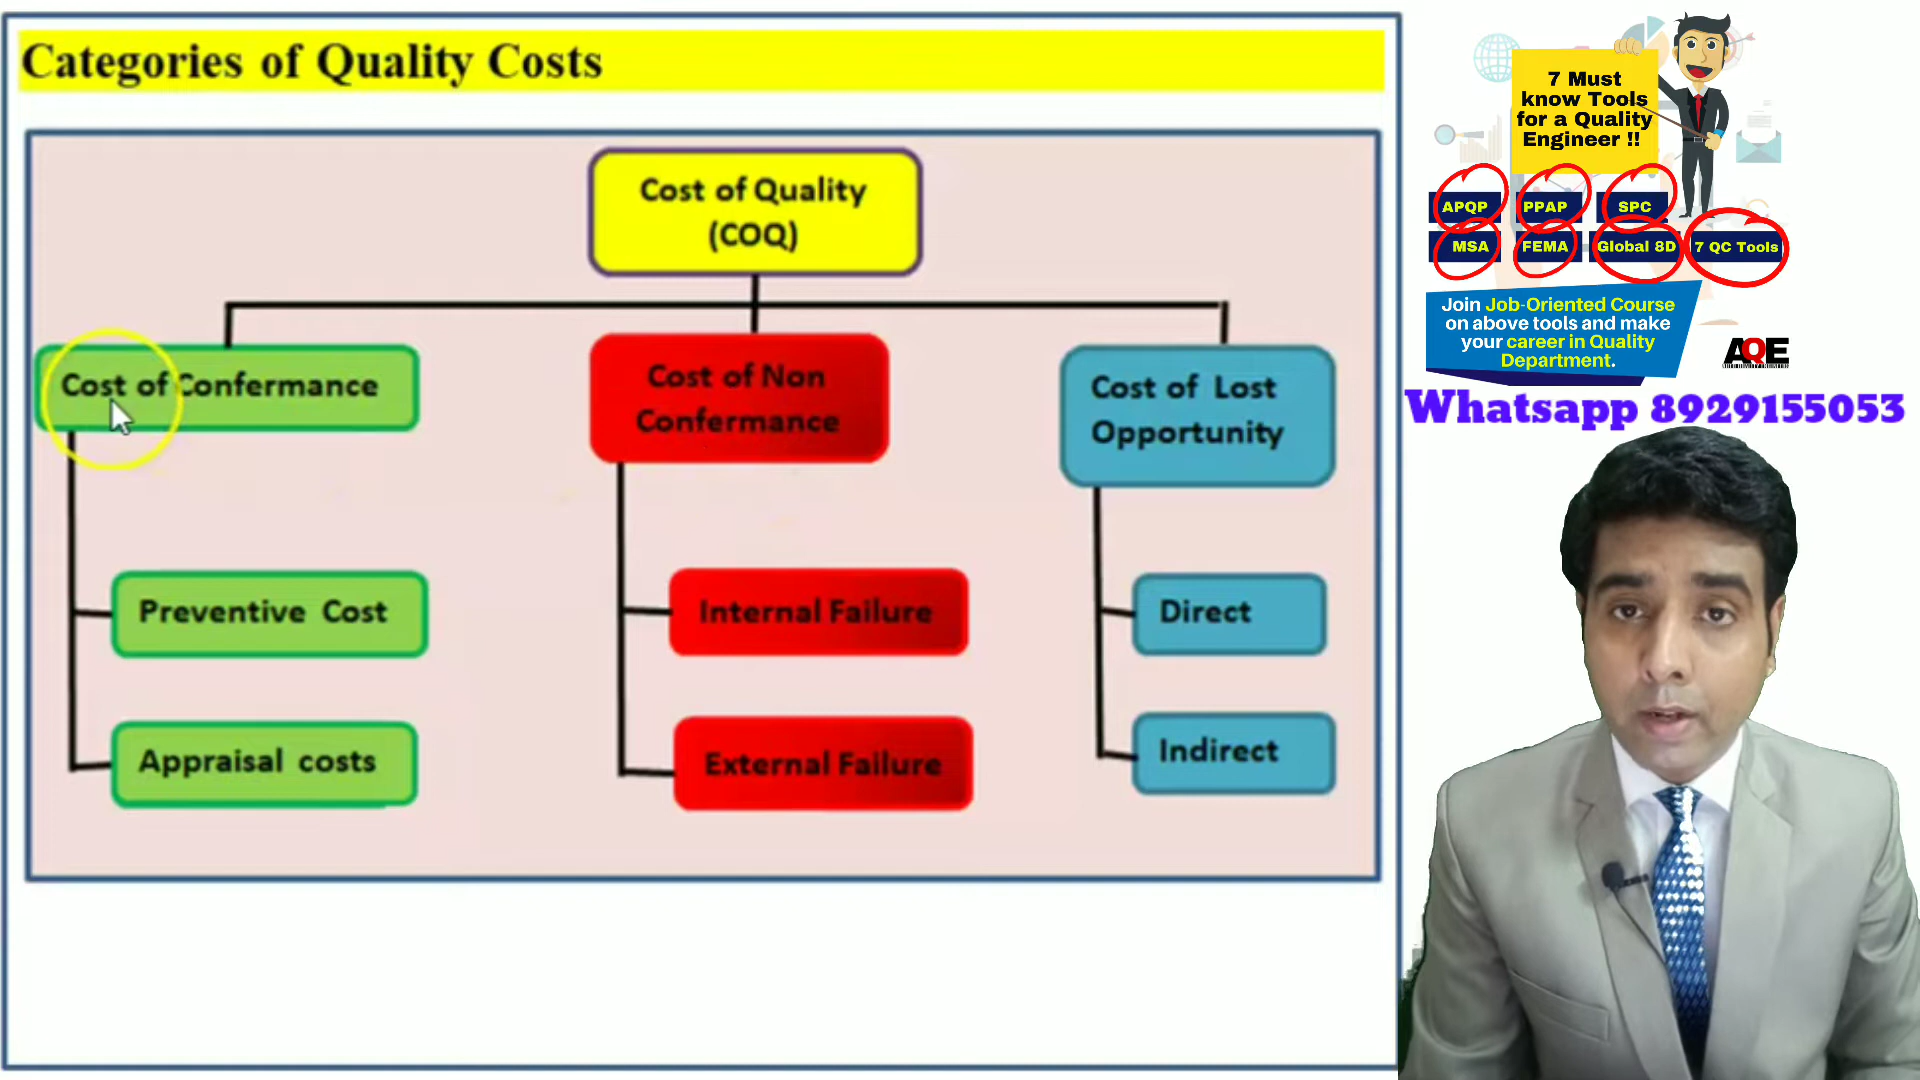 Categories of Quality Costs
Cost of Quality
(COQ)
Cost of Confermance
Cost of Non
Confermance
Cost of Lost
Opportunity
Preventive Cost
Internal Failure
Direct
Appraisal costs
External Failure
Indirect
7 Must
know Tools
for a Quality
Engineer !!
APQP PPAP SPC
MSA FEMA Global 8D 7 QC Tools
Join Job-Oriented Course
on above tools and make
your career in Quality
Department.
AQE
Whatsapp 8929155053